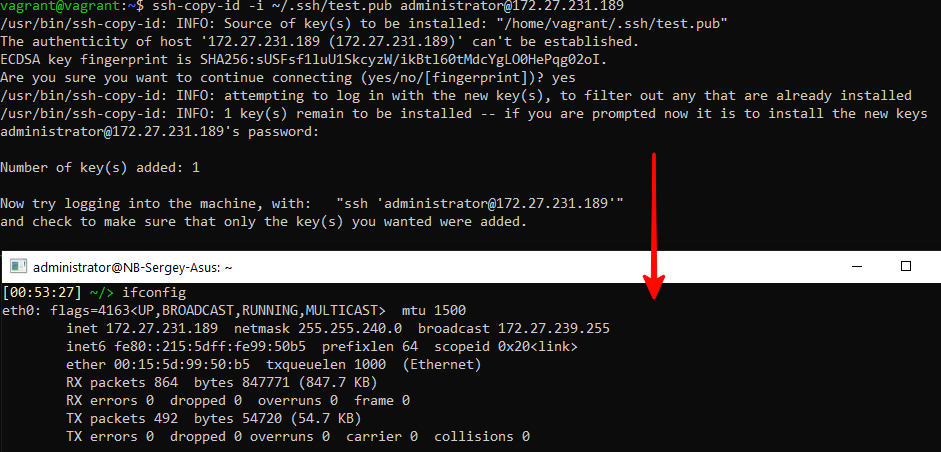 vagrant@vagrant:~$ ssh-copy-id -i ~/.ssh/test.pub administrator@172.27.231.189
/usr/bin/ssh-copy-id: INFO: Source of key(s) to be installed: "/home/vagrant/.ssh/test.pub"
The authenticity of host '172.27.231.189 (172.27.231.189)' can't be established.
ECDSA key fingerprint is SHA256:sUSFsf1luU1SkcyzW/ikBtl60tMdcYgLO0HePqg02oI.
Are you sure you want to continue connecting (yes/no/[fingerprint])? yes
/usr/bin/ssh-copy-id: INFO: attempting to log in with the new key(s), to filter out any that are already installed
/usr/bin/ssh-copy-id: INFO: 1 key(s) remain to be installed -- if you are prompted now it is to install the new keys
administrator@172.27.231.189's password:
Number of key(s) added: 1
Now try logging into the machine, with:   "ssh 'administrator@172.27.231.189'"
and check to make sure that only the key(s) you wanted were added.
administrator@NB-Sergey-Asus: ~
[00:53:27] ~/> ifconfig
eth0: flags=4163<UP,BROADCAST,RUNNING,MULTICAST>  mtu 1500
inet 172.27.231.189  netmask 255.255.240.0  broadcast 172.27.239.255
inet6 fe80::215:5dff:fe99:50b5  prefixlen 64  scopeid 0x20<link>
ether 00:15:5d:99:50:b5  txqueuelen 1000  (Ethernet)
RX packets 864  bytes 847771 (847.7 KB)
RX errors 0  dropped 0  overruns 0  frame 0
TX packets 492  bytes 54720 (54.7 KB)
TX errors 0  dropped 0 overruns 0  carrier 0  collisions 0